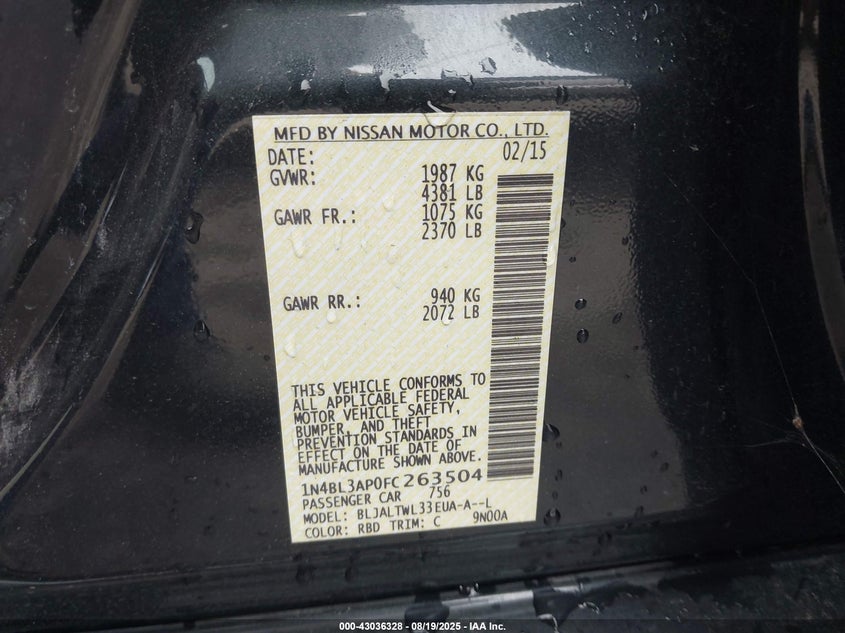 MFD BY NISSAN MOTOR CO., LTD.
DATE: 02/15
GVWR: 1987 KG
4381 LB
GAWR FR.: 1075 KG
2370 LB
GAWR RR.: 940 KG
2072 LB
THIS VEHICLE CONFORMS TO
ALL APPLICABLE FEDERAL
MOTOR VEHICLE SAFETY,
BUMPER, AND THEFT
PREVENTION STANDARDS IN
EFFECT ON THE DATE OF
MANUFACTURE SHOWN ABOVE.
1N4BL3AP0FC263504
PASSENGER CAR 756
MODEL: BLJALTWL33EUA-A--L
COLOR: RBD TRIM: C 9N00A
000-43036328 - 08/19/2025 - IAA Inc.